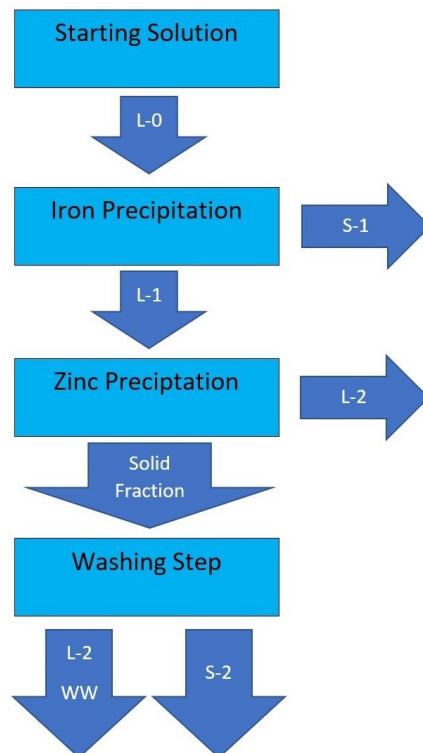 Starting Solution
L-0
Iron Precipitation
S-1
L-1
Zinc Preciptation
L-2
Solid
Fraction
Washing Step
L-2
WW
S-2